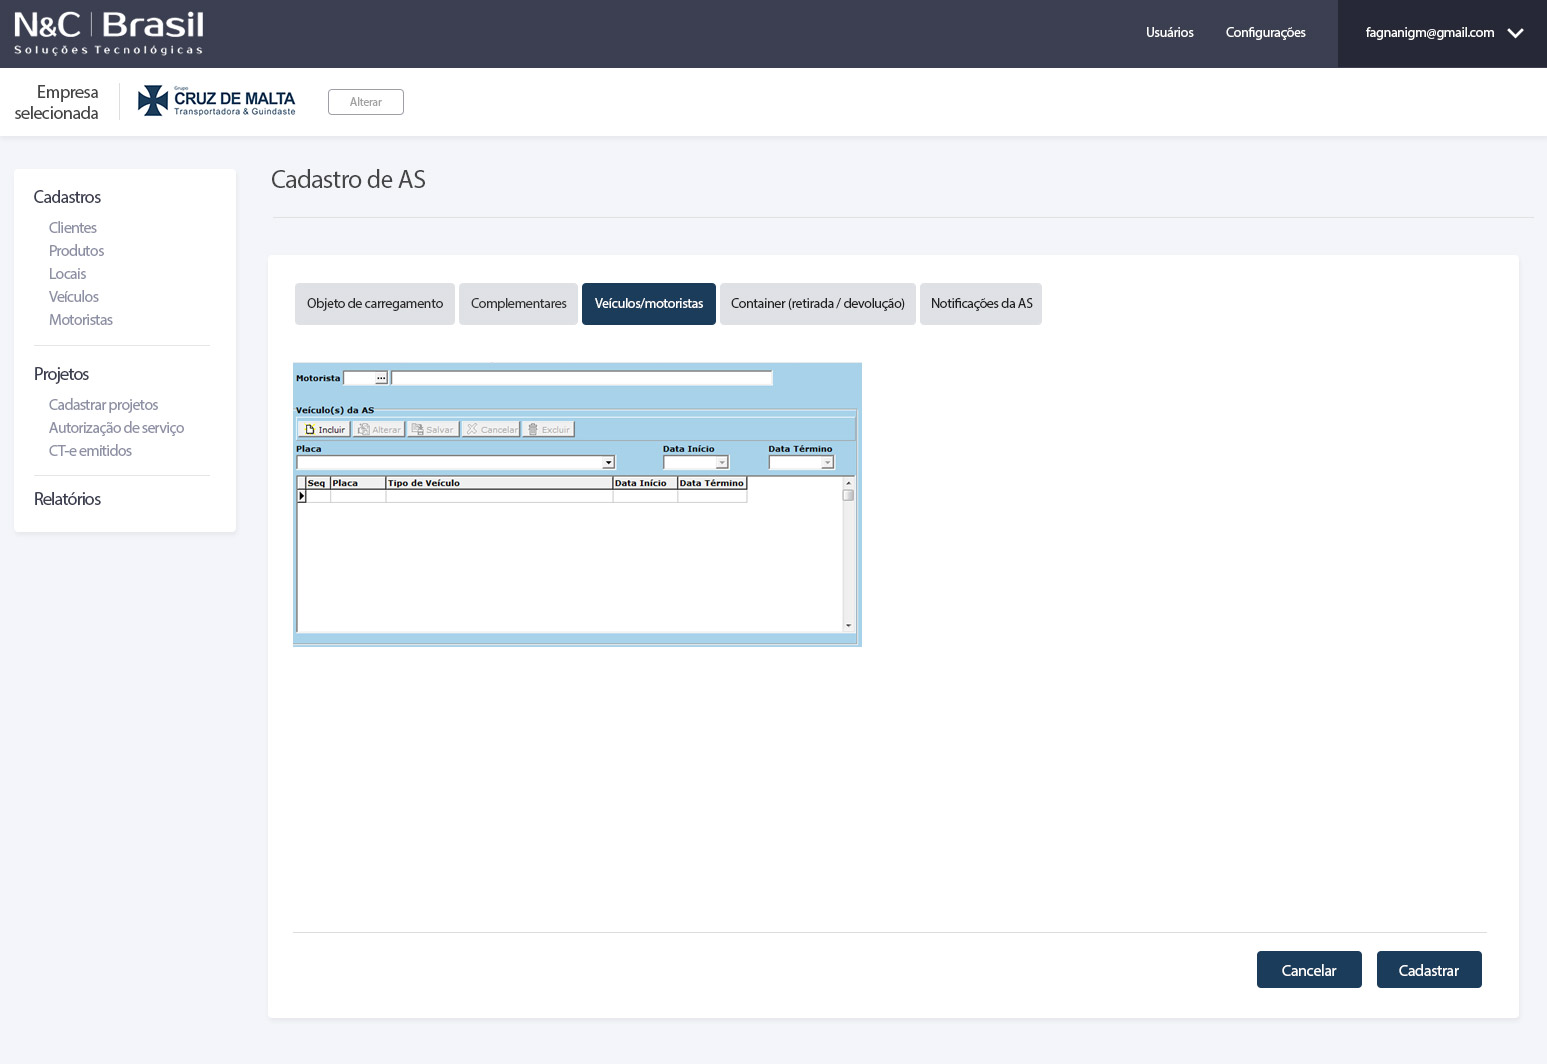 N&C | Brasil
Soluções Tecnológicas
Usuários
Configurações
fagnanigm@gmail.com
Empresa
selecionada
Grupo
CRUZ DE MALTA
Transportadora & Guindaste
Alterar
Cadastros
Clientes
Produtos
Locais
Veículos
Motoristas
Projetos
Cadastrar projetos
Autorização de serviço
CT-e emitidos
Relatórios
Cadastro de AS
Objeto de carregamento
Complementares
Veículos/motoristas
Container (retirada / devolução)
Notificações da AS
Motorista
...
Veículo(s) da AS
Incluir
Alterar
Salvar
Cancelar
Excluir
Placa
Data Início
Data Término
Seq
Placa
Tipo de Veículo
Data Início
Data Término
Cancelar
Cadastrar